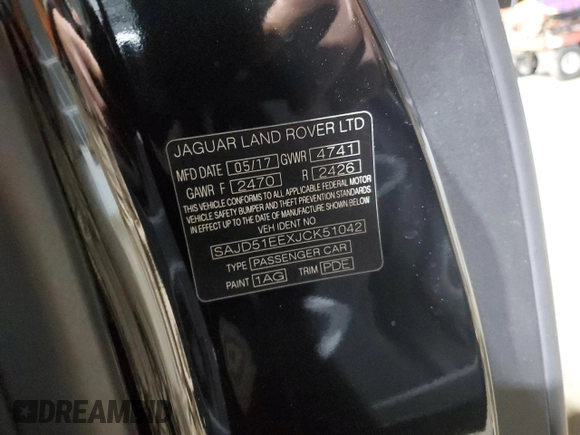 JAGUAR LAND ROVER LTD
MFD DATE 05/17 GVWR 4741
GAWR F 2470 R 2426
THIS VEHICLE CONFORMS TO ALL APPLICABLE FEDERAL MOTOR
VEHICLE SAFETY BUMPER AND THEFT PREVENTION STANDARDS
IN EFFECT UP TO THE DATE OF MANUFACTURE SHOWN BELOW
VEH IDENT NO
SAJD51EEXJCK51042
TYPE PASSENGER CAR
PAINT 1AG TRIM PDE
DREAMBID